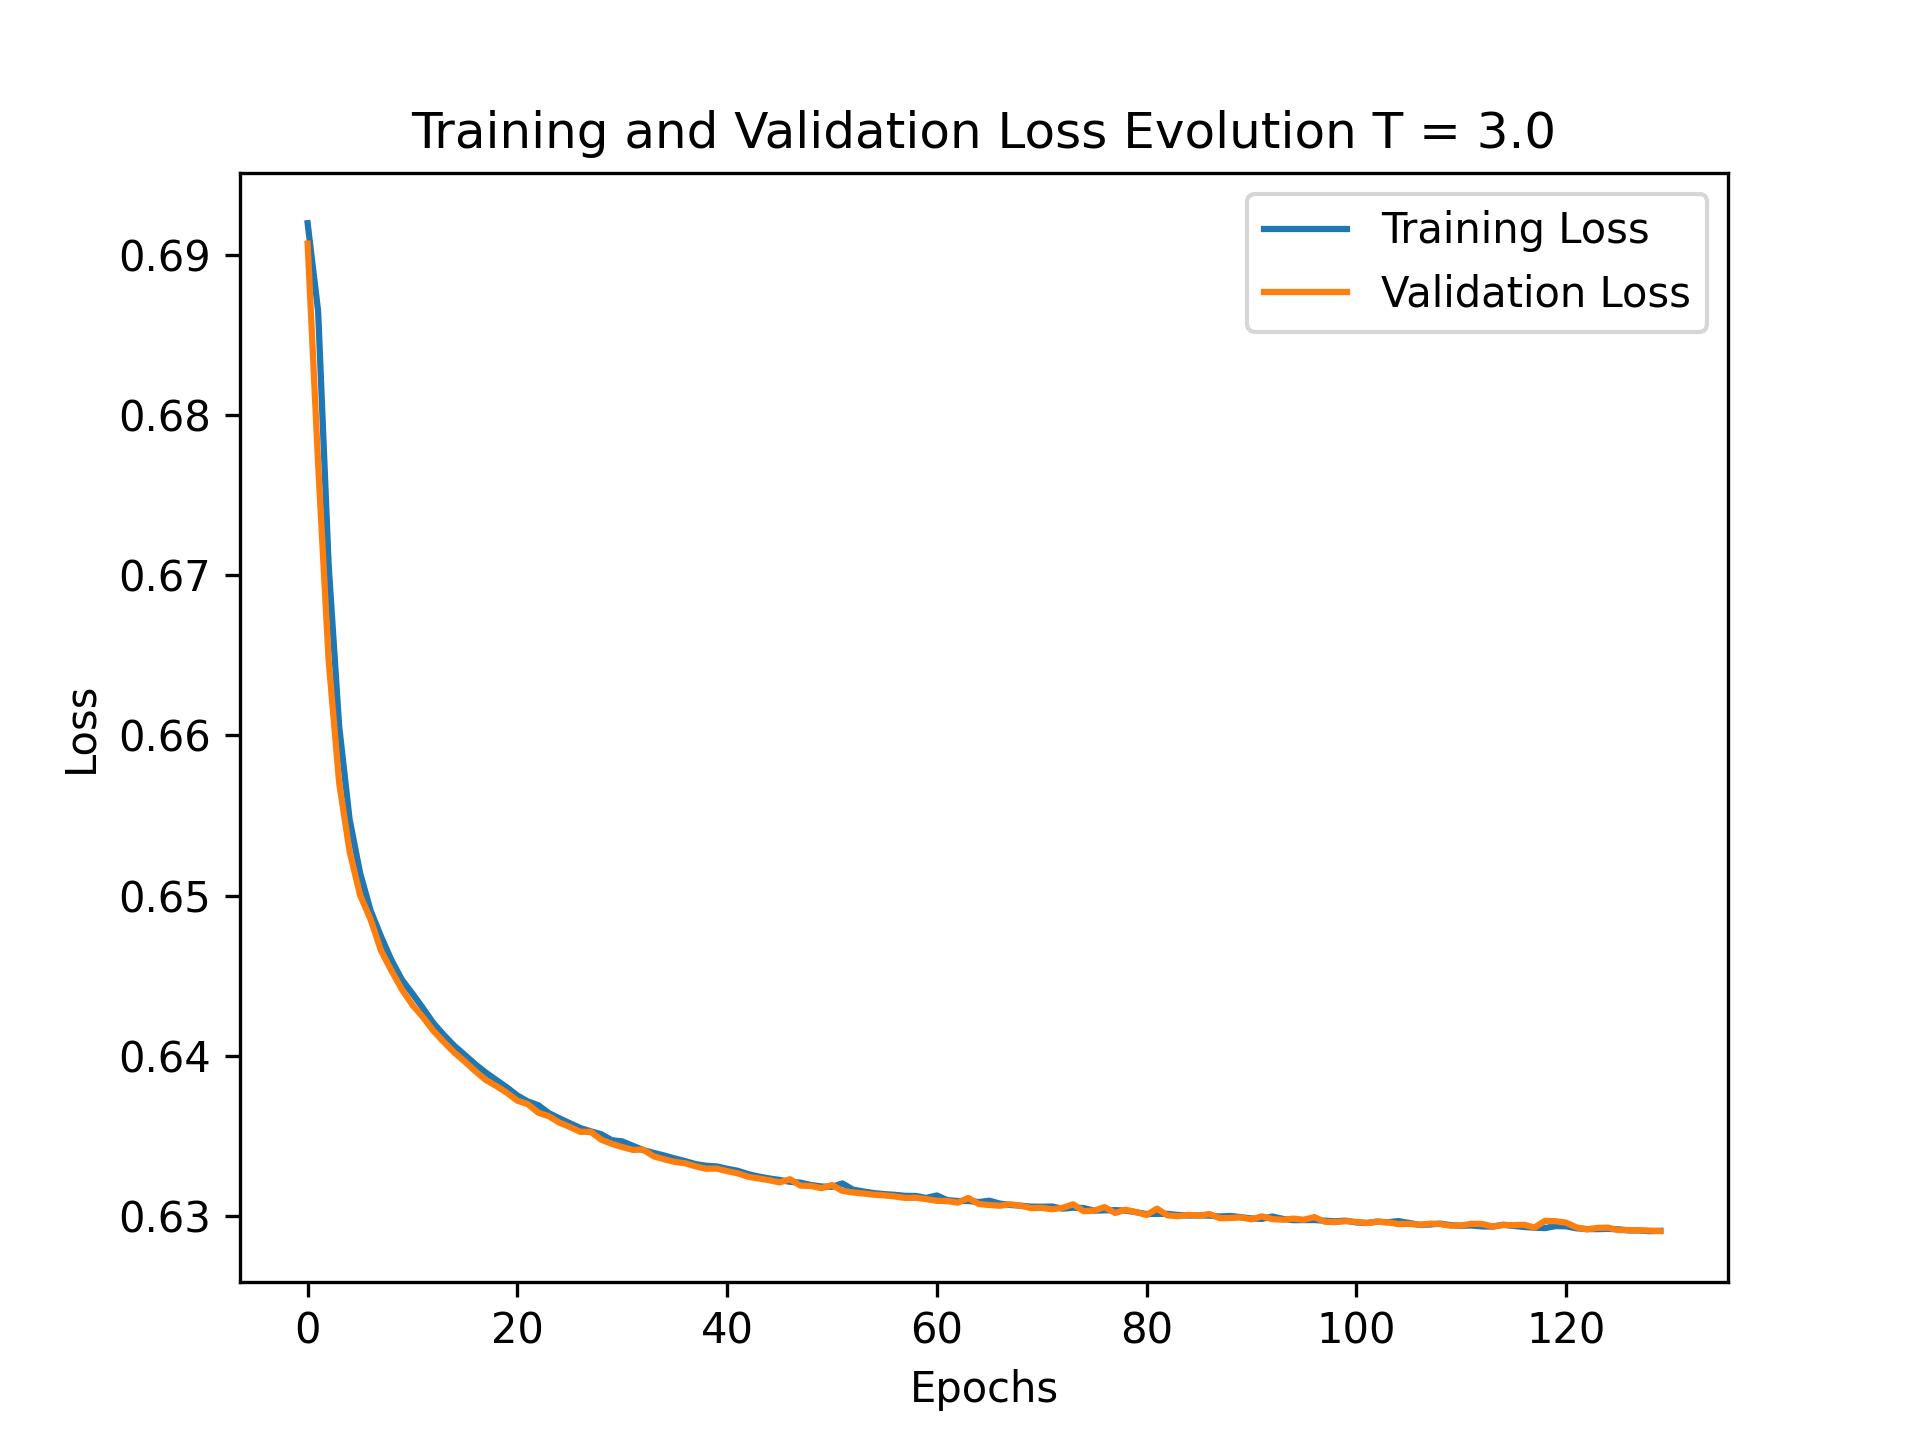 Training and Validation Loss Evolution T = 3.0
Training Loss
Validation Loss
Loss
0.69
0.68
0.67
0.66
0.65
0.64
0.63
0 20 40 60 80 100 120
Epochs